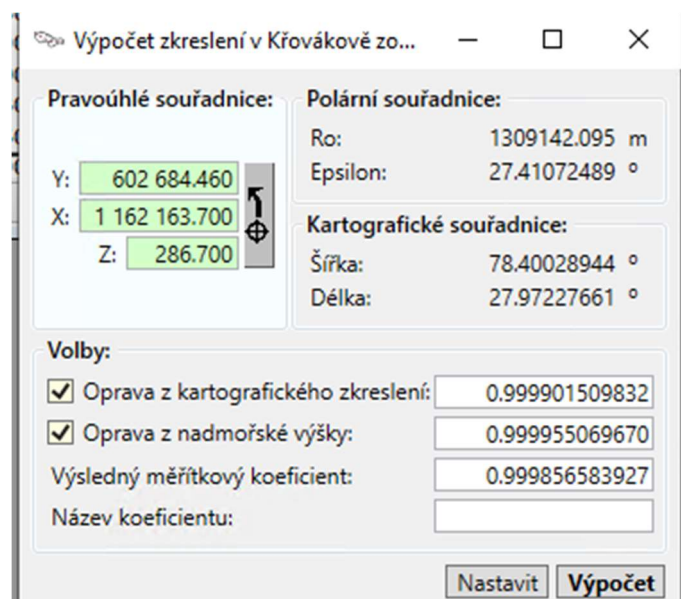 Výpočet zkreslení v Křovákově zo...
Pravoúhlé souřadnice:
Y: 602 684.460
X: 1 162 163.700
Z: 286.700
Polární souřadnice:
Ro: 1309142.095 m
Epsilon: 27.41072489 º
Kartografické souřadnice:
Šířka: 78.40028944 º
Délka: 27.97227661 º
Volby:
Oprava z kartografického zkreslení: 0.999901509832
Oprava z nadmořské výšky: 0.999955069670
Výsledný měřítkový koeficient: 0.999856583927
Název koeficientu:
Nastavit Výpočet